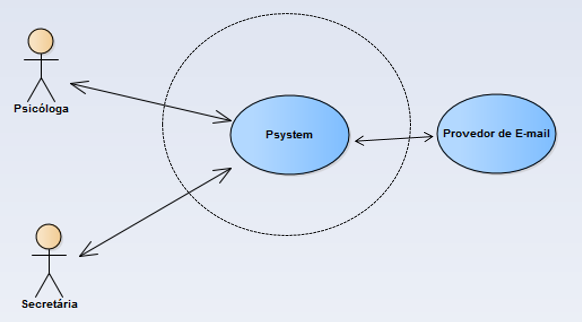 Psicóloga
Psystem
Provedor de E-mail
Secretária